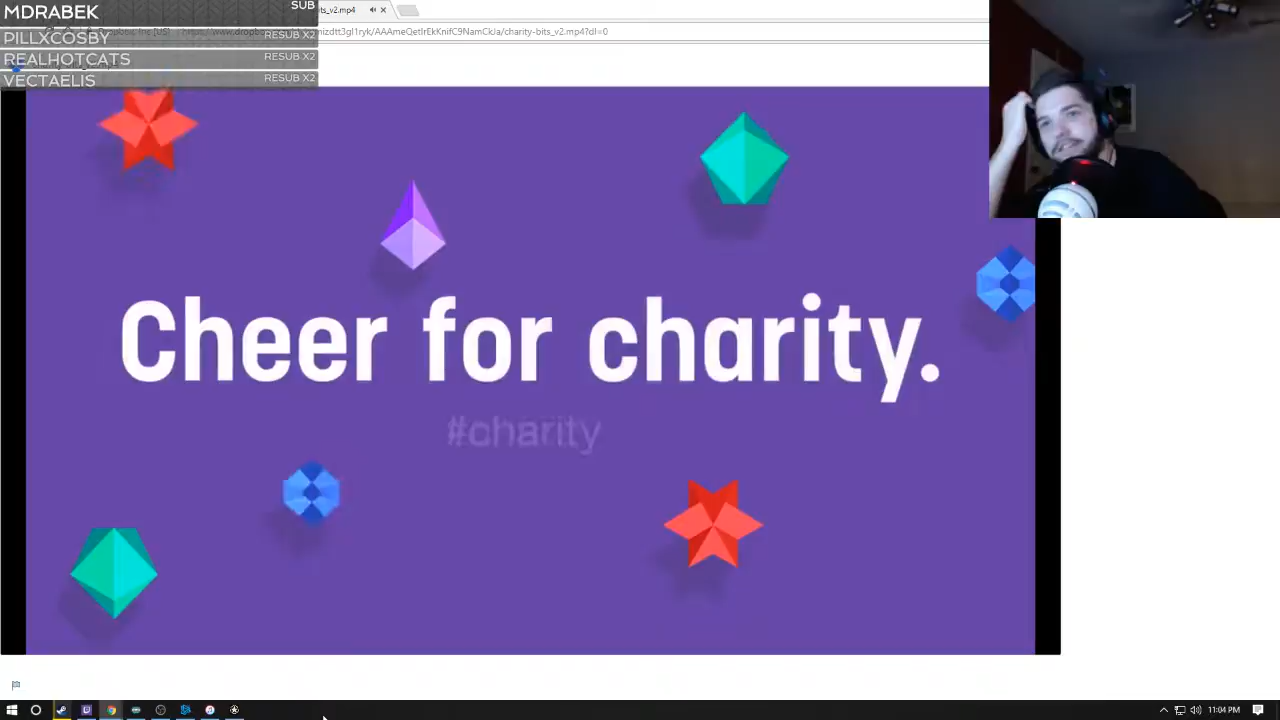 MDRABEK SUB
PILLXCOSBY RESUB X2
REALHOTCATS RESUB X2
VECTAELIS RESUB X2
ts_v2.mp4
Cheer for charity.
#charity
11:04 PM